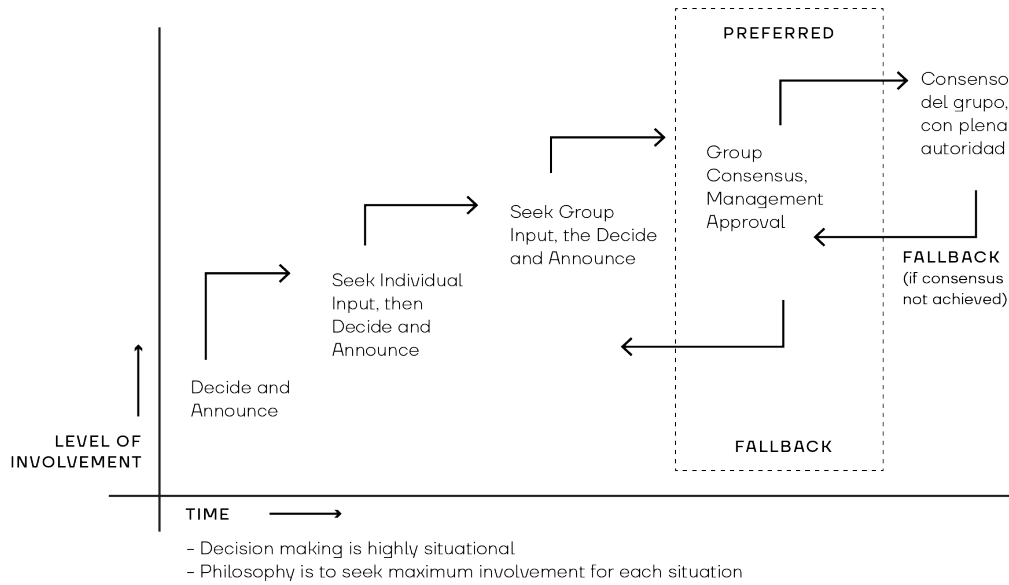 PREFERRED
Consenso
del grupo,
con plena
autoridad
Group
Consensus,
Management
Approval
Seek Group
Input, the Decide
and Announce
FALLBACK
(if consensus
not achieved)
Seek Individual
Input, then
Decide and
Announce
Decide and
Announce
LEVEL OF
INVOLVEMENT
FALLBACK
TIME
- Decision making is highly situational
- Philosophy is to seek maximum involvement for each situation